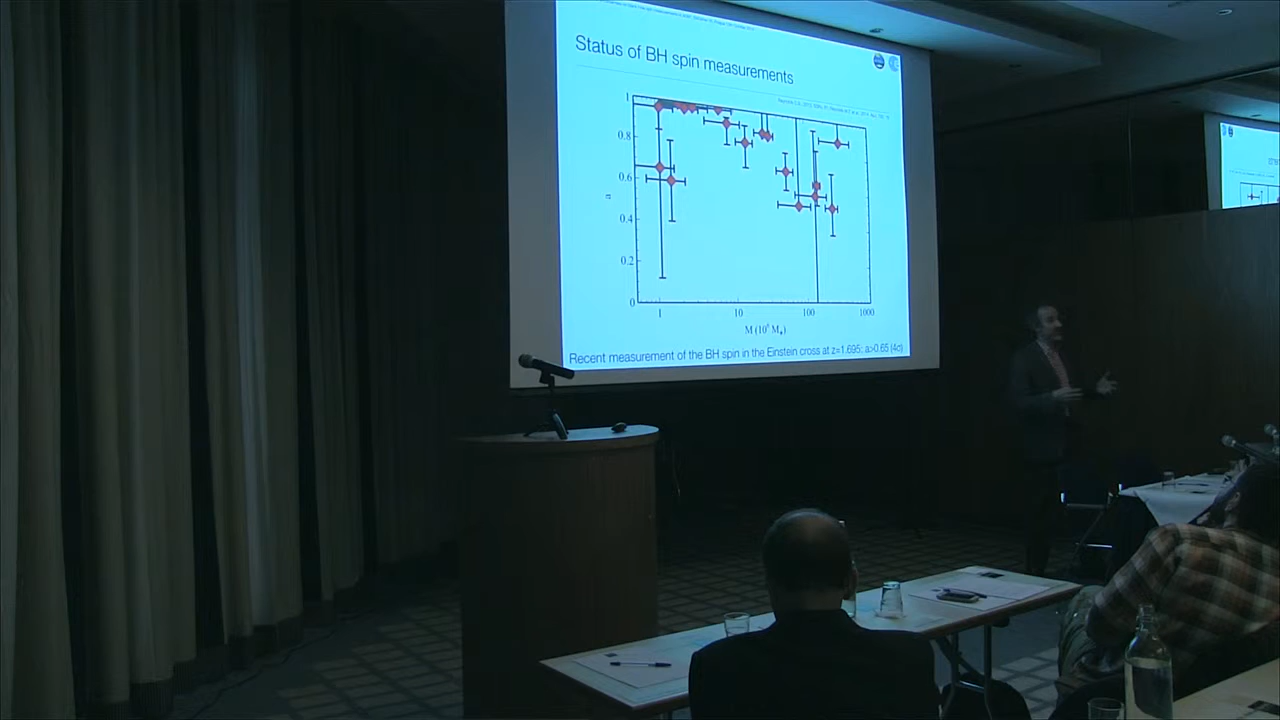 Status of BH spin measurements
1
0.8
0.6
a
0.4
0.2
0
1 10 100 1000
M (10⁶ M
Recent measurement of the BH spin in the Einstein cross at z=1.695: a>0.65 (4σ)